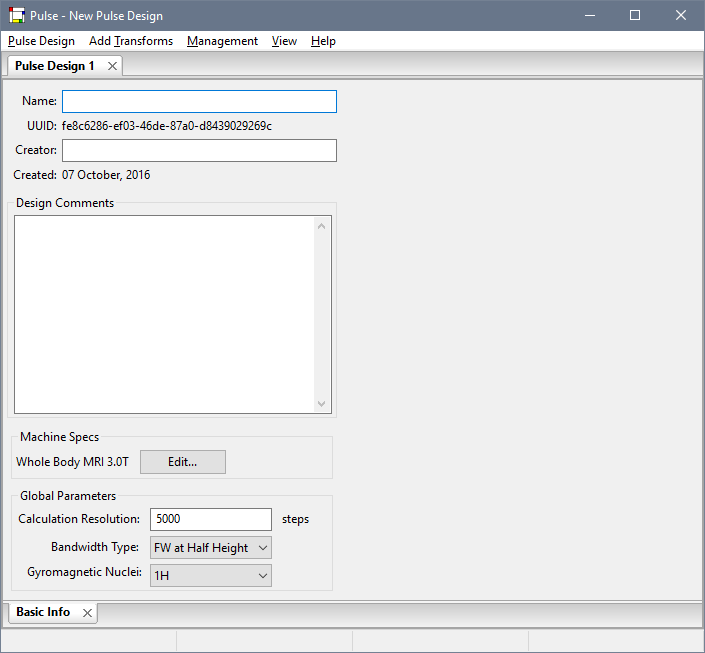 Pulse - New Pulse Design
Pulse Design Add Transforms Management View Help
Pulse Design 1
Name:
UUID: fe8c6286-ef03-46de-87a0-d8439029269c
Creator:
Created: 07 October, 2016
Design Comments
Machine Specs
Whole Body MRI 3.0T Edit...
Global Parameters
Calculation Resolution: 5000 steps
Bandwidth Type: FW at Half Height
Gyromagnetic Nuclei: 1H
Basic Info